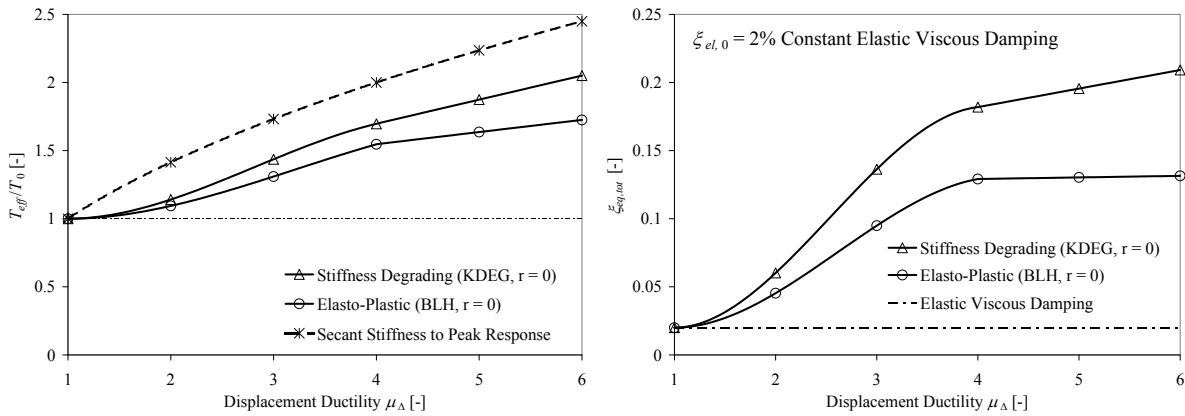 2.5
2
1.5
1
0.5
0
T_eff/T_0 [-]
Stiffness Degrading (KDEG, r = 0)
Elasto-Plastic (BLH, r = 0)
Secant Stiffness to Peak Response
1 2 3 4 5 6
Displacement Ductility μ_Δ [-]
ξ_el, 0 = 2% Constant Elastic Viscous Damping
0.25
0.2
0.15
0.1
0.05
0
ξ_eq,tot [-]
Stiffness Degrading (KDEG, r = 0)
Elasto-Plastic (BLH, r = 0)
Elastic Viscous Damping
1 2 3 4 5 6
Displacement Ductility μ_Δ [-]